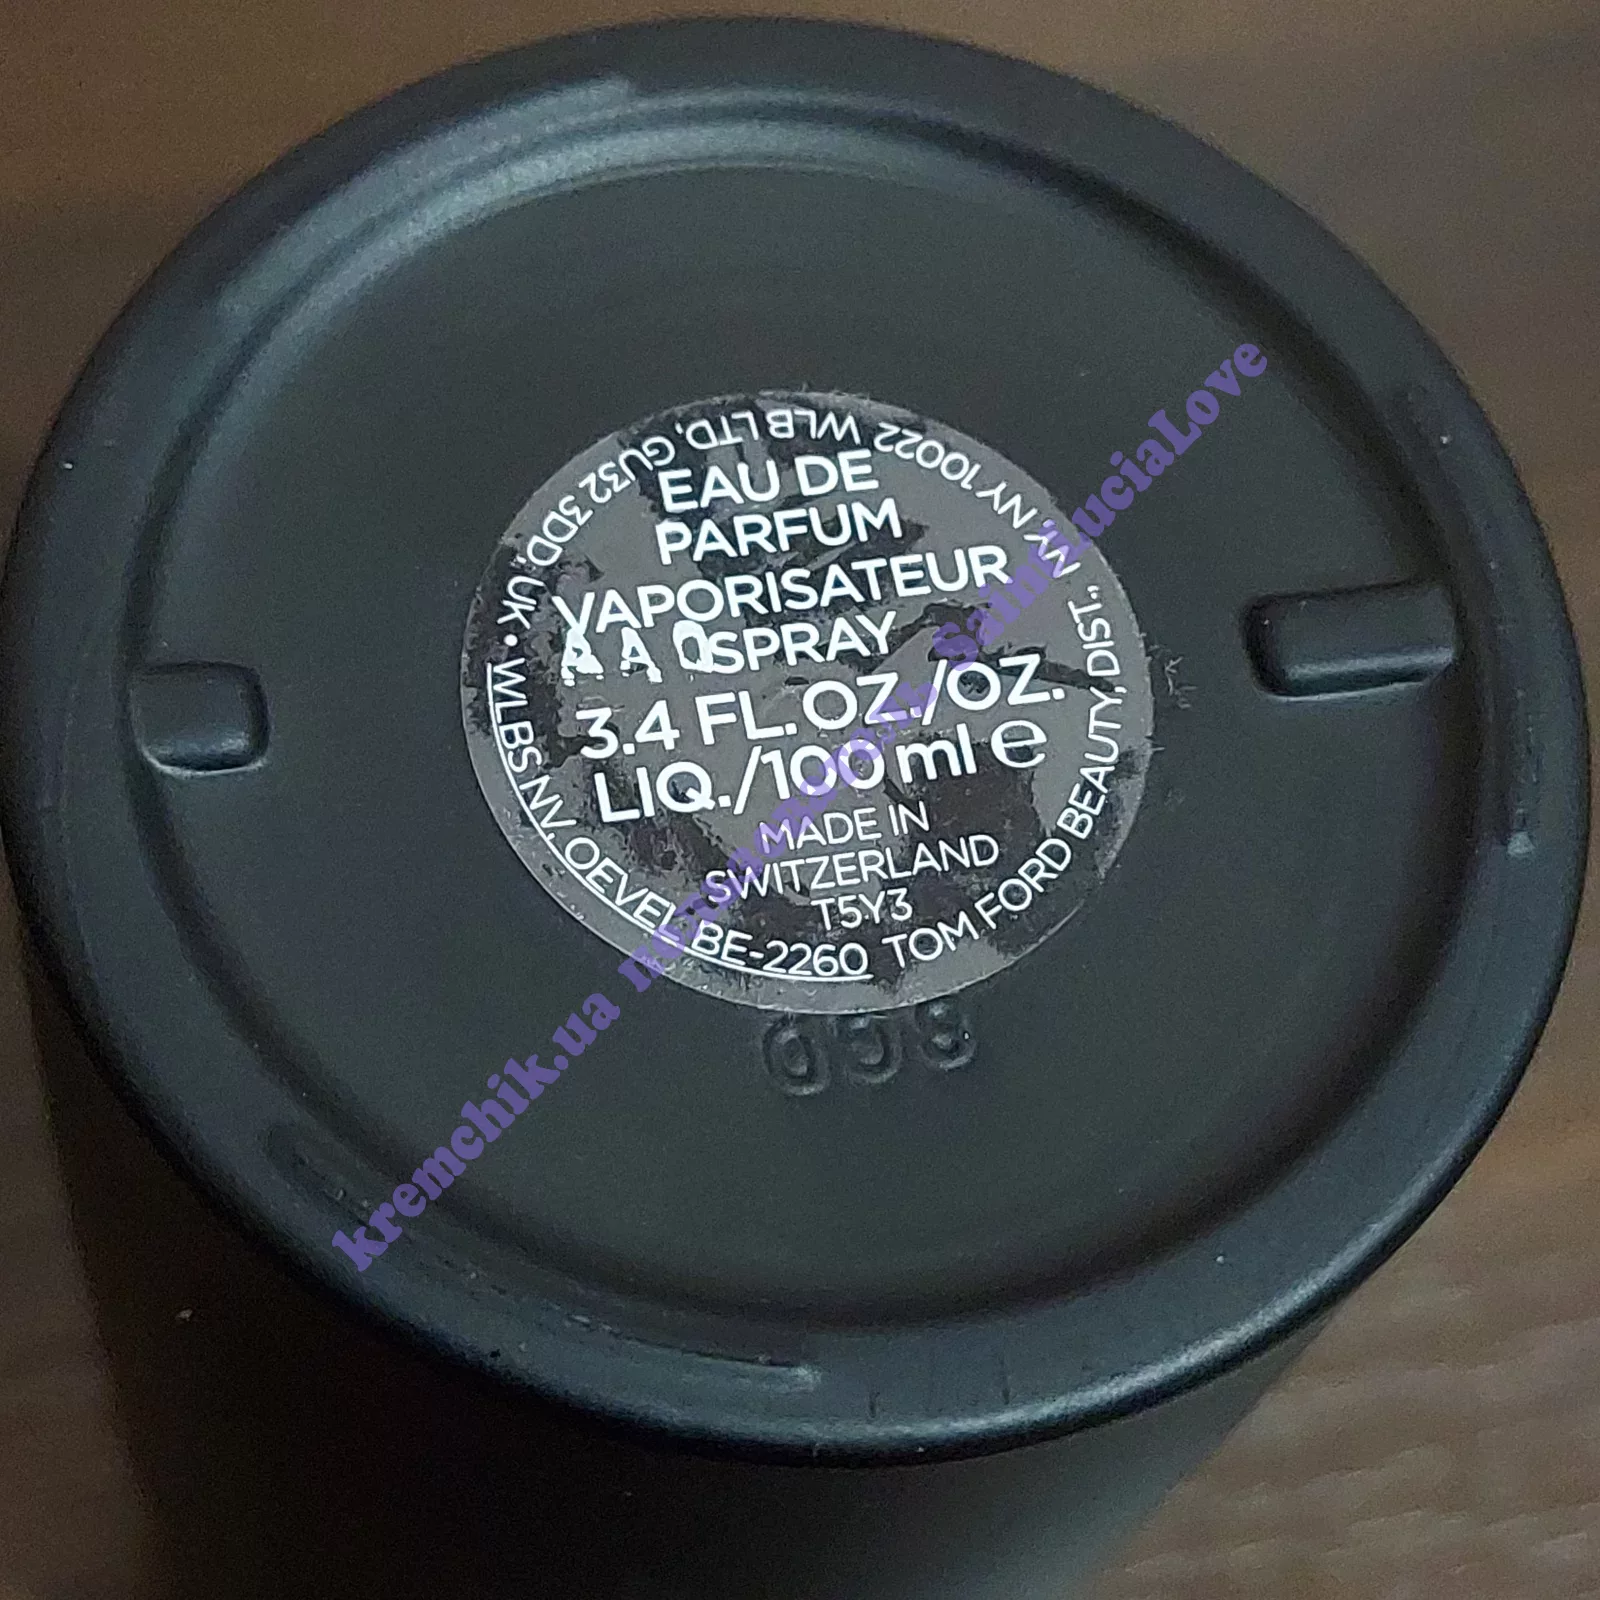 EAU DE
PARFUM
VAPORISATEUR
SPRAY
3.4 FL.OZ./OZ.
LIQ./100 ml e
MADE IN
SWITZERLAND
T5Y3
TOM FORD BEAUTY, DIST., NY, NY 10022 WLB LTD, GU32 3DD, UK • WLBS NV, OEVEL BE-2260
A A Q
kremchik.ua
SaintLuciaLove